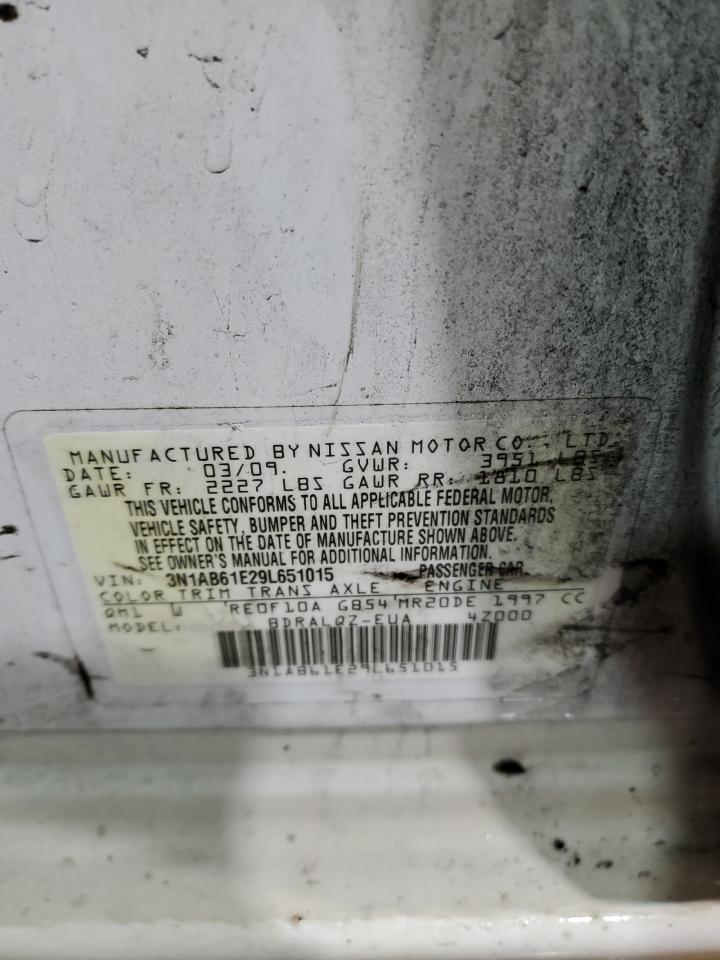 MANUFACTURED BY NISSAN MOTOR CO., LTD.
DATE: 03/09. GVWR: 3951 LBS
GAWR FR: 2227 LBS GAWR RR: 1810 LBS
THIS VEHICLE CONFORMS TO ALL APPLICABLE FEDERAL MOTOR
VEHICLE SAFETY, BUMPER AND THEFT PREVENTION STANDARDS
IN EFFECT ON THE DATE OF MANUFACTURE SHOWN ABOVE.
SEE OWNER'S MANUAL FOR ADDITIONAL INFORMATION.
VIN: 3N1AB61E29L651015 PASSENGER CAR
COLOR TRIM TRANS AXLE ENGINE
QM1 W RE0F10A GB54 MR20DE 1997 CC
MODEL: BDRALQZ-EUA 4Z000
3N1AB61E29L651015